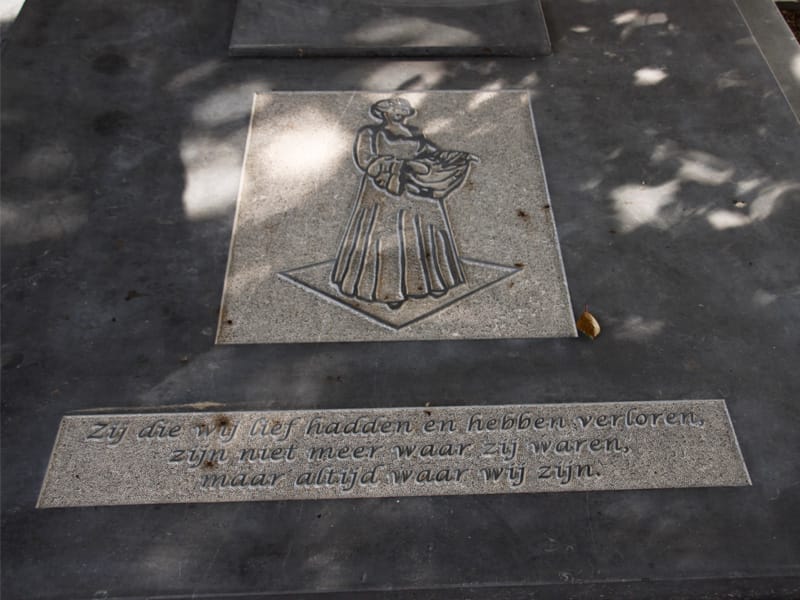 Zij die wij lief hadden en hebben verloren,
zijn niet meer waar zij waren,
maar altijd waar wij zijn.